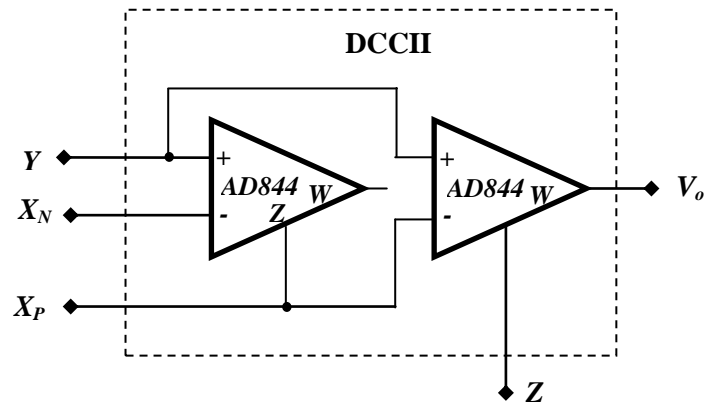 DCCII
Y
X_N
X_P
+
-
AD844
W
Z
+
-
AD844
W
V_o
Z